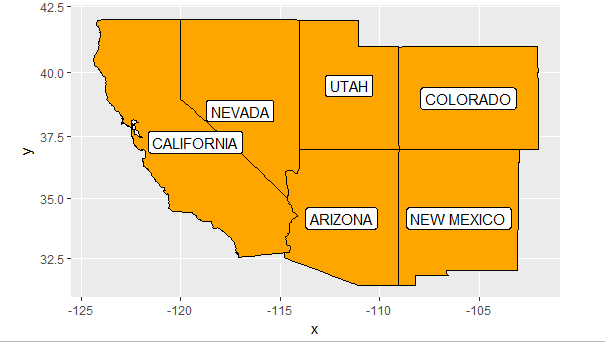 42.5
40.0
37.5
35.0
32.5
y
UTAH
COLORADO
NEVADA
CALIFORNIA
ARIZONA
NEW MEXICO
-125
-120
-115
-110
-105
x